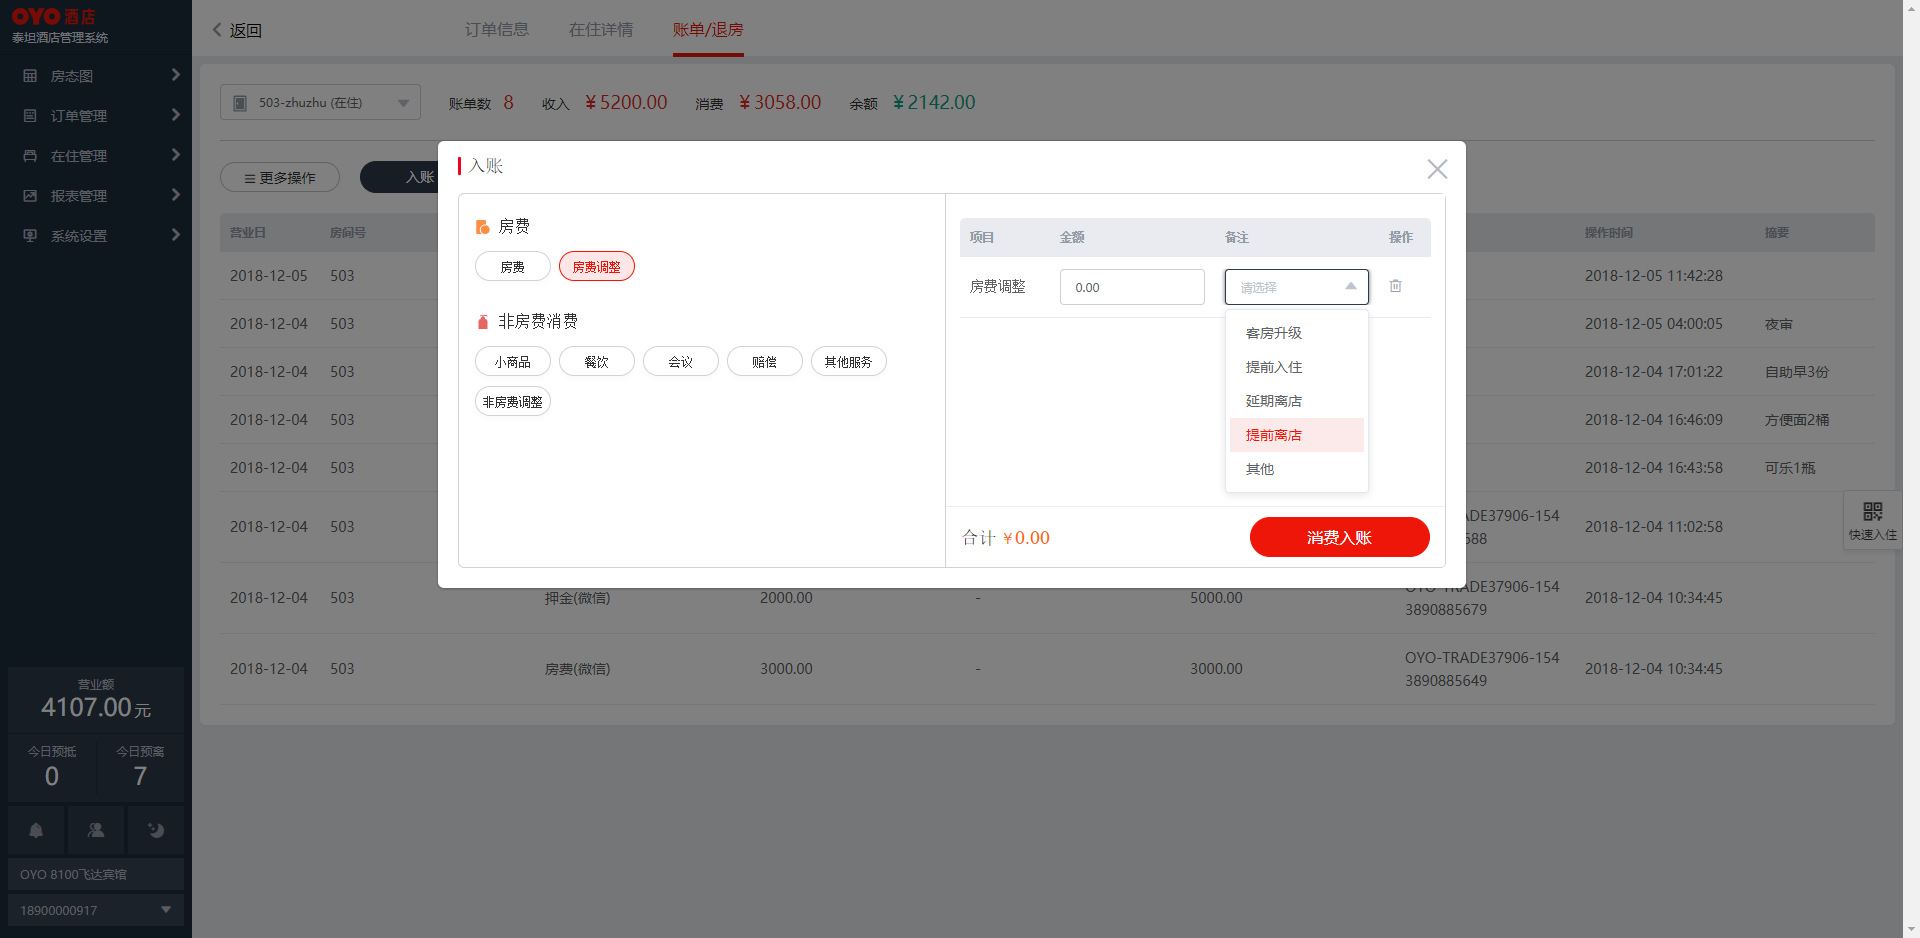 OYO 酒店
泰坦酒店管理系统
房态图
订单管理
在住管理
报表管理
系统设置
营业额
4107.00元
今日预抵 今日预离
0 7
OYO 8100飞达宾馆
18900000917
返回 订单信息 在住详情 账单/退房
503-zhuzhu (在住) 账单数 8 收入 ¥5200.00 消费 ¥3058.00 余额 ¥2142.00
更多操作 入账
营业日 房间号 操作时间 摘要
2018-12-05 503 2018-12-05 11:42:28
2018-12-04 503 2018-12-05 04:00:05 夜审
2018-12-04 503 2018-12-04 17:01:22 自助早3份
2018-12-04 503 2018-12-04 16:46:09 方便面2桶
2018-12-04 503 2018-12-04 16:43:58 可乐1瓶
2018-12-04 503 ADE37906-154 2018-12-04 11:02:58
588
2018-12-04 503 押金(微信) 2000.00 - 5000.00 OYO-TRADE37906-154 2018-12-04 10:34:45
3890885679
2018-12-04 503 房费(微信) 3000.00 - 3000.00 OYO-TRADE37906-154 2018-12-04 10:34:45
3890885649
入账
房费
房费 房费调整
非房费消费
小商品 餐饮 会议 赔偿 其他服务
非房费调整
项目 金额 备注 操作
房费调整 0.00 请选择
客房升级
提前入住
延期离店
提前离店
其他
合计 ¥0.00 消费入账
快速入住